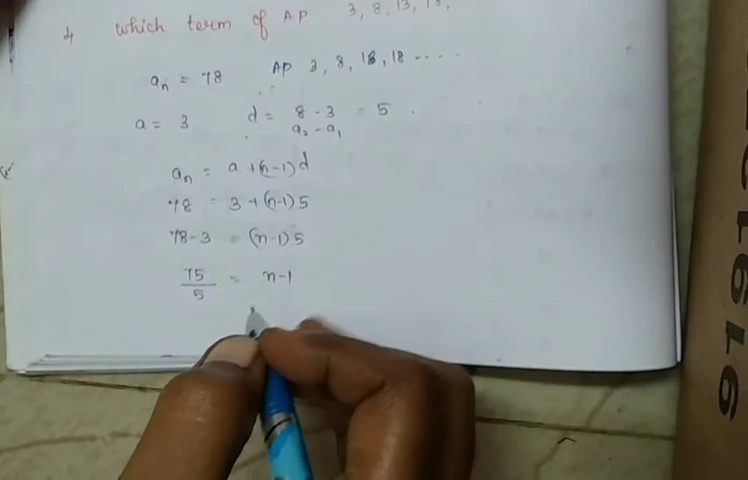 4 which term of AP 3, 8, 13, 18,
an = 78 AP 3, 8, 13, 18 ....
a = 3 d = 8 - 3 = 5
a2 - a1
an = a + (n-1) d
78 = 3 + (n-1) 5
78 - 3 = (n-1) 5
75/5 = n-1
919